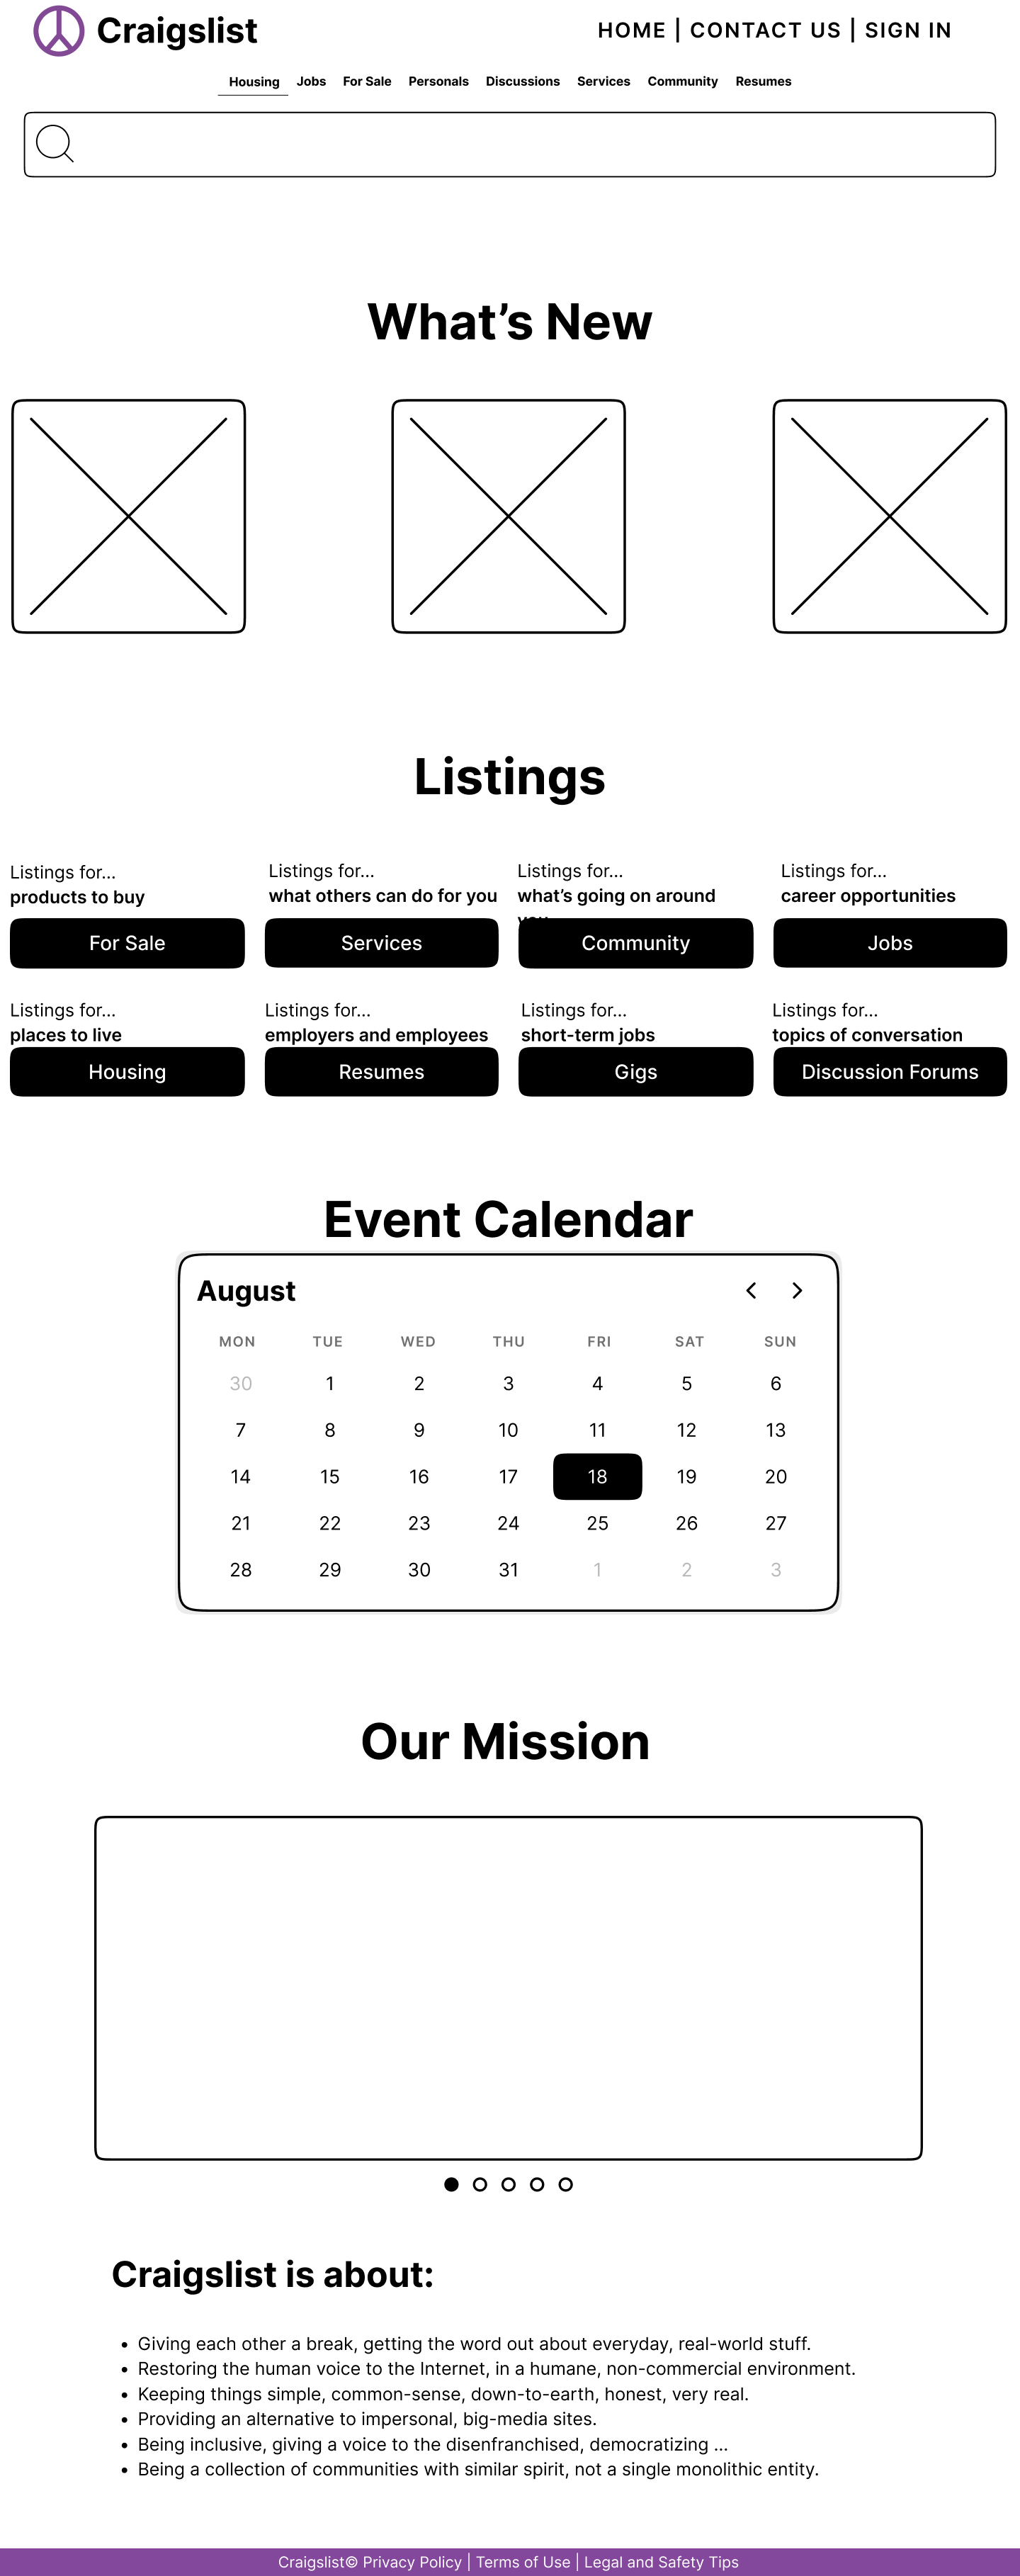 Craigslist
HOME | CONTACT US | SIGN IN
Housing Jobs For Sale Personals Discussions Services Community Resumes
What’s New
Listings
Listings for...
products to buy
For Sale
Listings for...
what others can do for you
Services
Listings for...
what’s going on around
you
Community
Listings for...
career opportunities
Jobs
Listings for...
places to live
Housing
Listings for...
employers and employees
Resumes
Listings for...
short-term jobs
Gigs
Listings for...
topics of conversation
Discussion Forums
Event Calendar
August
MON TUE WED THU FRI SAT SUN
30 1 2 3 4 5 6
7 8 9 10 11 12 13
14 15 16 17 18 19 20
21 22 23 24 25 26 27
28 29 30 31 1 2 3
Our Mission
Craigslist is about:
• Giving each other a break, getting the word out about everyday, real-world stuff.
• Restoring the human voice to the Internet, in a humane, non-commercial environment.
• Keeping things simple, common-sense, down-to-earth, honest, very real.
• Providing an alternative to impersonal, big-media sites.
• Being inclusive, giving a voice to the disenfranchised, democratizing ...
• Being a collection of communities with similar spirit, not a single monolithic entity.
Craigslist© Privacy Policy | Terms of Use | Legal and Safety Tips